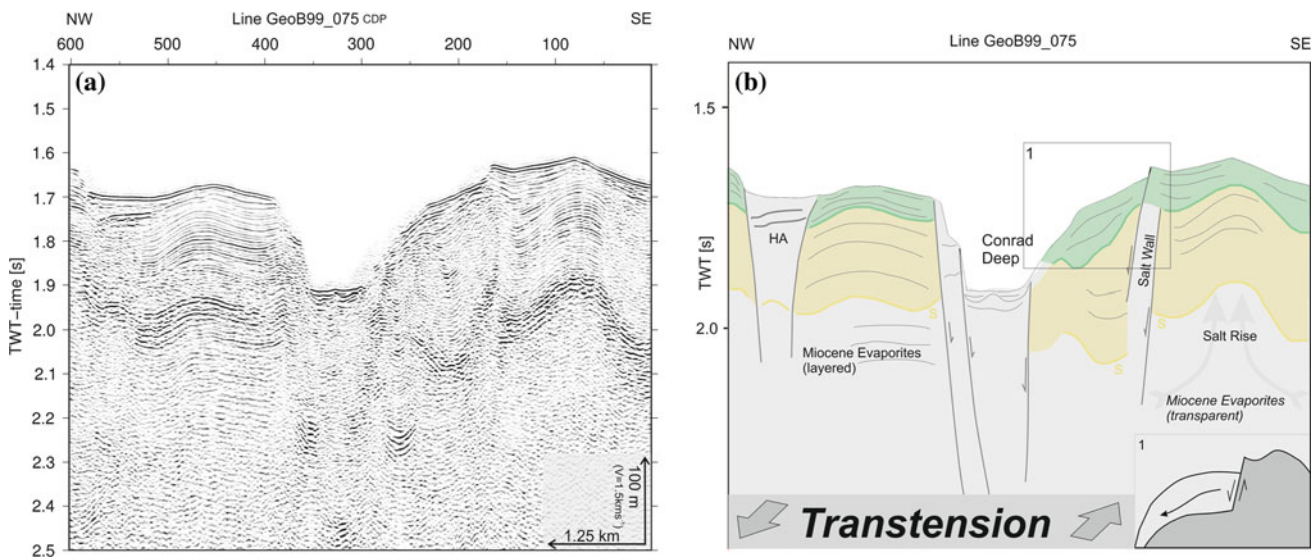 NW Line GeoB99_075 CDP SE
600 500 400 300 200 100
(a)
1.4
1.5
1.6
1.7
1.8
1.9
2.0
2.1
2.2
2.3
2.4
2.5
TWT-time [s]
100 m
(V=1.5kms⁻¹)
1.25 km
NW Line GeoB99_075 SE
(b)
1.5
2.0
TWT [s]
1
HA
Conrad
Deep
Salt Wall
S
S
S
Miocene Evaporites
(layered)
Salt Rise
Miocene Evaporites
(transparent)
1
Transtension